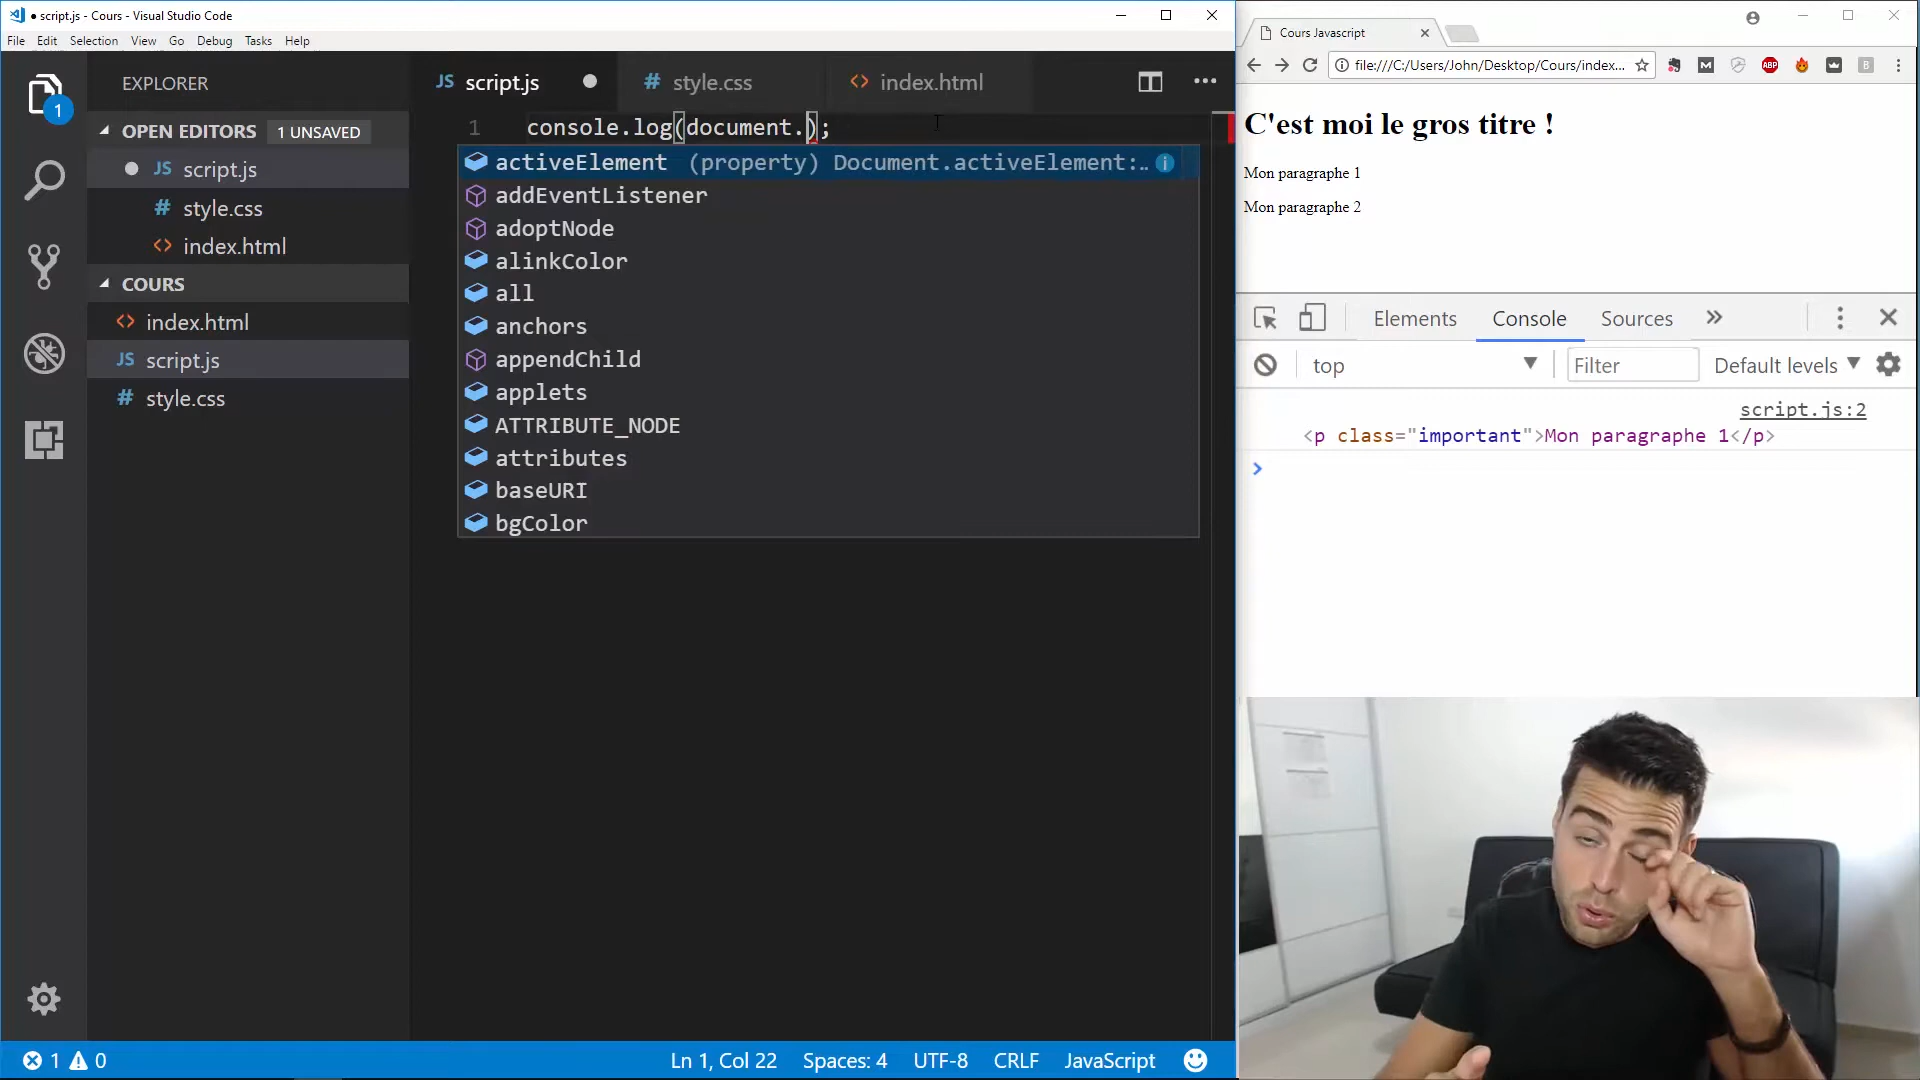 script.js - Cours - Visual Studio Code
File Edit Selection View Go Debug Tasks Help
EXPLORER
OPEN EDITORS 1 UNSAVED
JS script.js
# style.css
<> index.html
COURS
<> index.html
JS script.js
# style.css
1
JS script.js
# style.css
<> index.html
1 console.log(document.);
activeElement (property) Document.activeElement:..
addEventListener
adoptNode
alinkColor
all
anchors
appendChild
applets
ATTRIBUTE_NODE
attributes
baseURI
bgColor
1 0
Ln 1, Col 22 Spaces: 4 UTF-8 CRLF JavaScript
Cours Javascript
file:///C:/Users/John/Desktop/Cours/index...
M ABP B
C'est moi le gros titre !
Mon paragraphe 1
Mon paragraphe 2
Elements Console Sources
top Filter Default levels
script.js:2
<p class="important">Mon paragraphe 1</p>